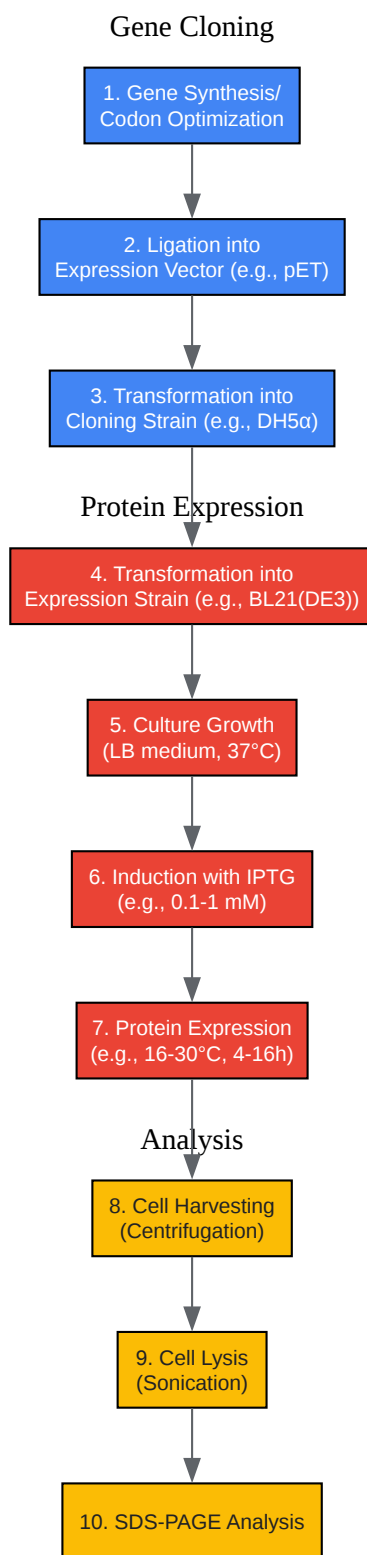 Gene Cloning
1. Gene Synthesis/
Codon Optimization
2. Ligation into
Expression Vector (e.g., pET)
3. Transformation into
Cloning Strain (e.g., DH5α)
Protein Expression
4. Transformation into
Expression Strain (e.g., BL21(DE3))
5. Culture Growth
(LB medium, 37°C)
6. Induction with IPTG
(e.g., 0.1-1 mM)
7. Protein Expression
(e.g., 16-30°C, 4-16h)
Analysis
8. Cell Harvesting
(Centrifugation)
9. Cell Lysis
(Sonication)
10. SDS-PAGE Analysis